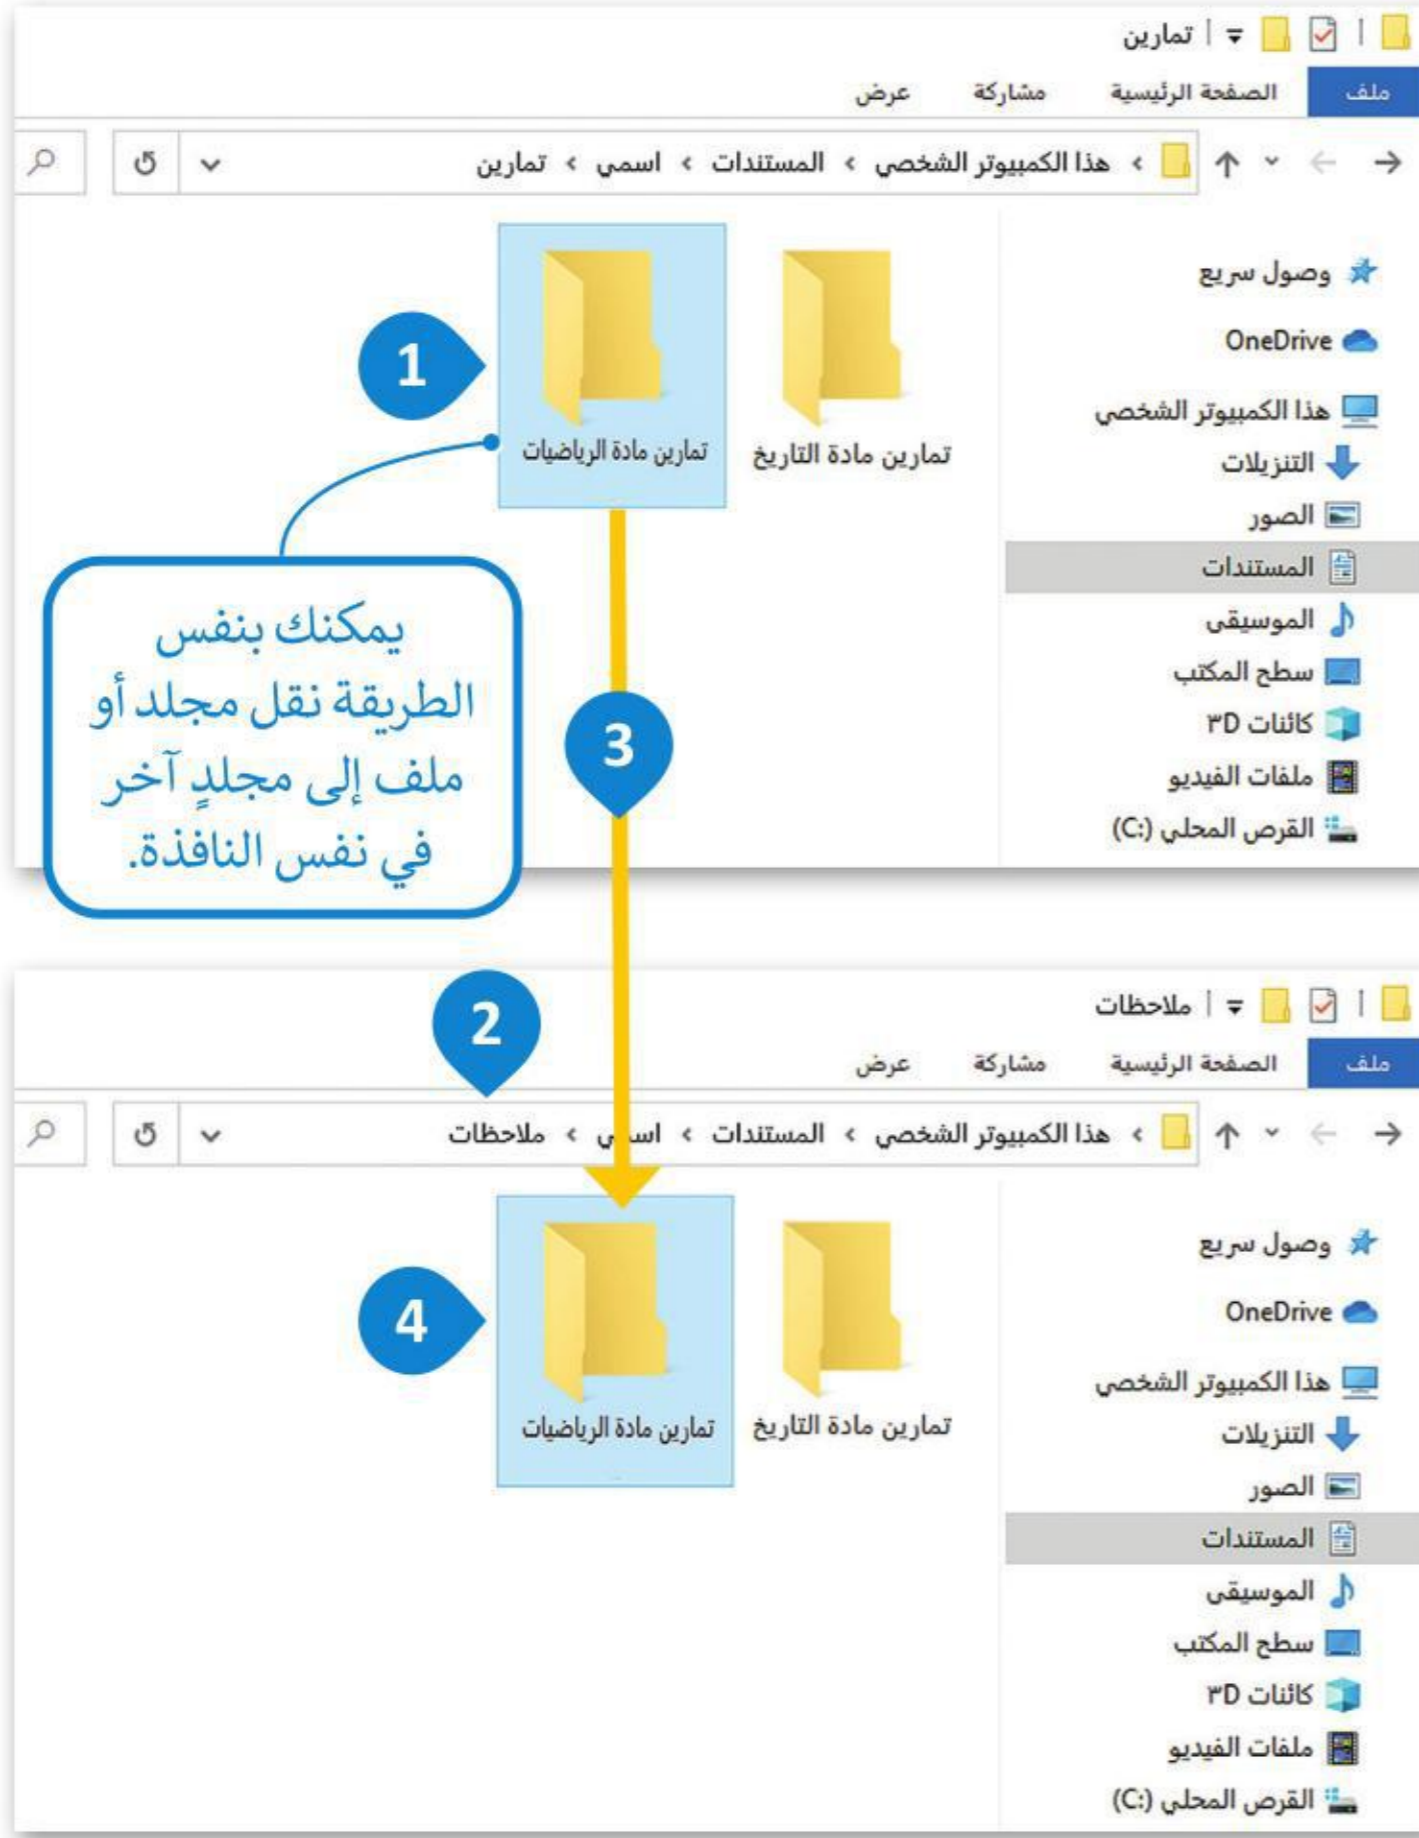 تمارين
ملف الصفحة الرئيسية مشاركة عرض
هذا الكمبيوتر الشخصي › المستندات › اسمي › تمارين
وصول سريع
OneDrive
هذا الكمبيوتر الشخصي
التنزيلات
الصور
المستندات
الموسيقى
سطح المكتب
كائنات ٣D
ملفات الفيديو
القرص المحلي (C:)
تمارين مادة التاريخ
تمارين مادة الرياضيات
1
يمكنك بنفس
الطريقة نقل مجلد أو
ملف إلى مجلدٍ آخر
في نفس النافذة.
3
2
ملاحظات
ملف الصفحة الرئيسية مشاركة عرض
هذا الكمبيوتر الشخصي › المستندات › اسمي › ملاحظات
وصول سريع
OneDrive
هذا الكمبيوتر الشخصي
التنزيلات
الصور
المستندات
الموسيقى
سطح المكتب
كائنات ٣D
ملفات الفيديو
القرص المحلي (C:)
تمارين مادة التاريخ
تمارين مادة الرياضيات
4